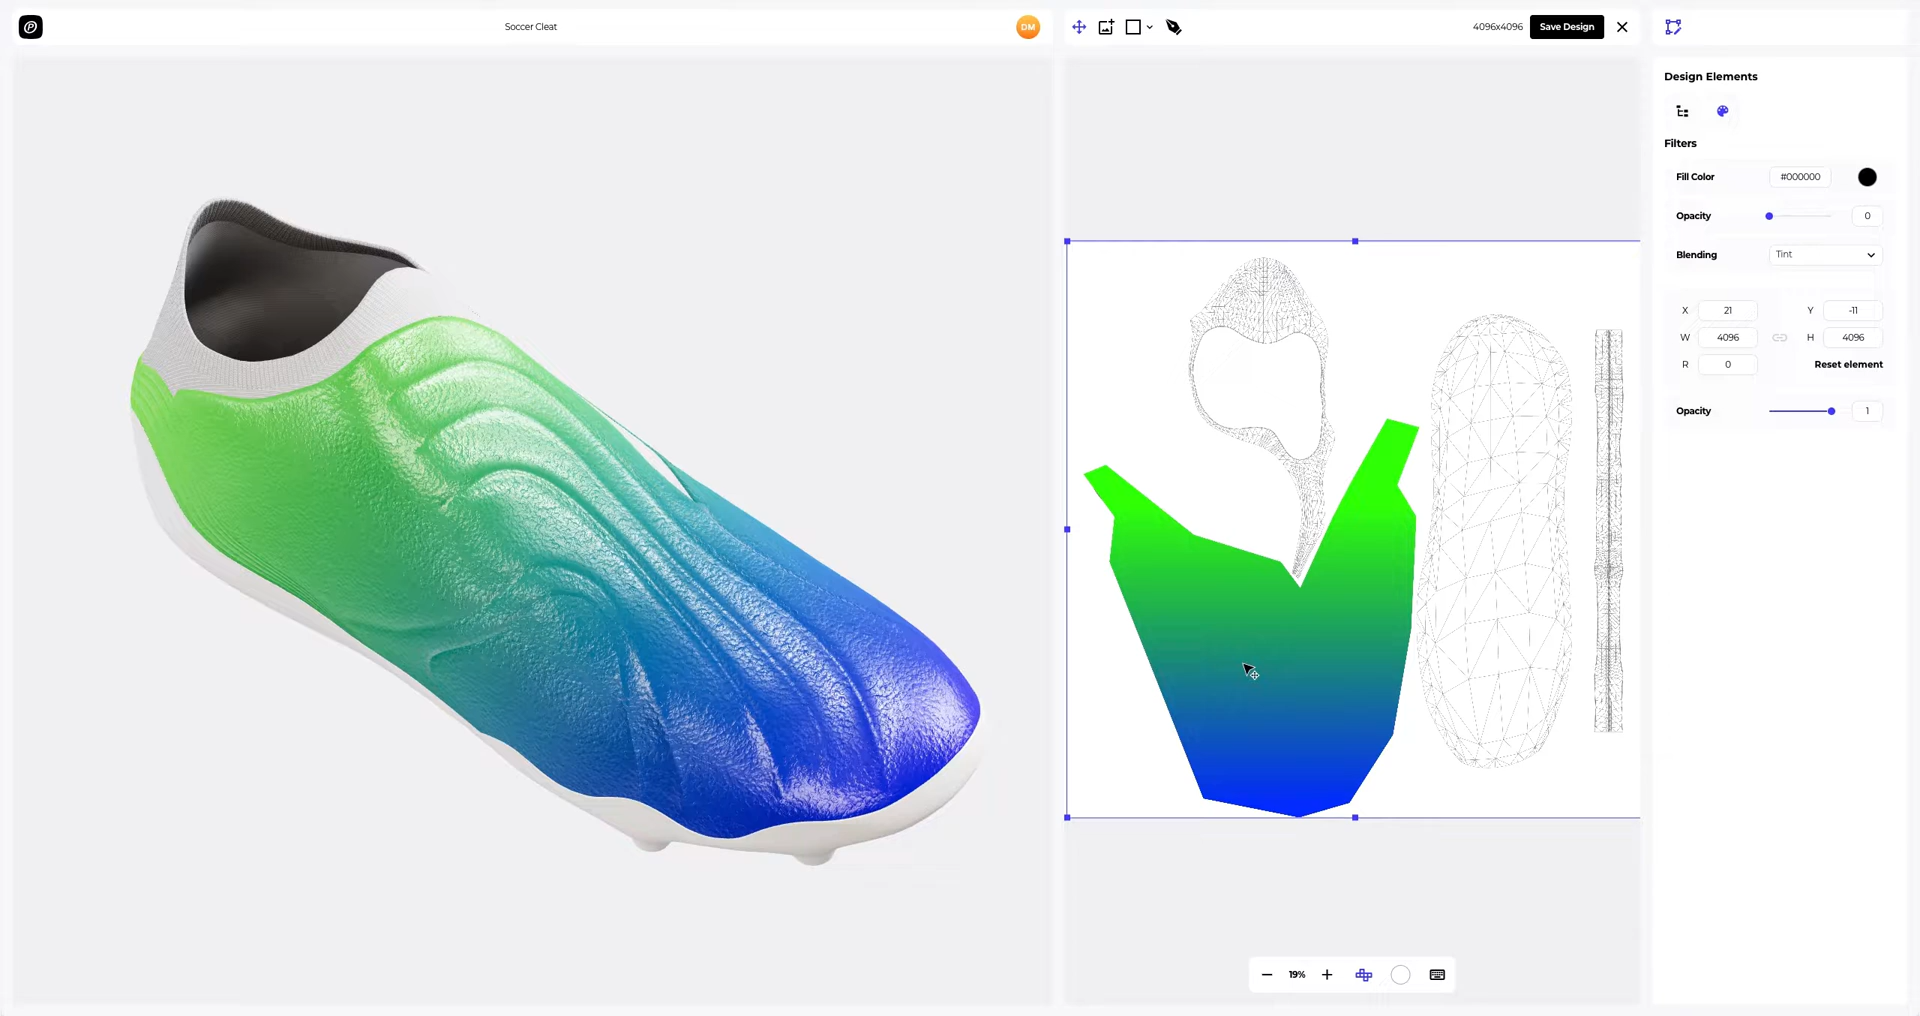 Soccer Cleat
DM
4096x4096
Save Design
Design Elements
Filters
Fill Color
#000000
Opacity
0
Blending
Tint
X
21
Y
-11
W
4096
H
4096
R
0
Reset element
Opacity
1
19%